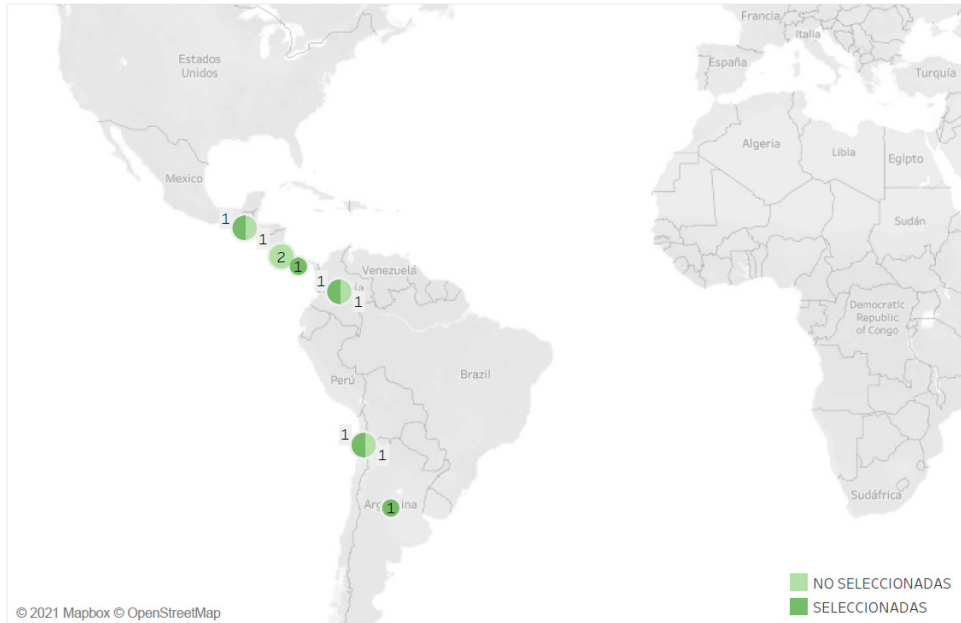 Francia
Italia
Estados
Unidos
España
Turquía
Argelia
Libia
Egipto
Mexico
Sudán
1
1
2
1
Venezuela
1
1
Democratic
Republic
of Congo
Perú
Brazil
1
1
Sudáfrica
1
NO SELECCIONADAS
SELECCIONADAS
© 2021 Mapbox © OpenStreetMap